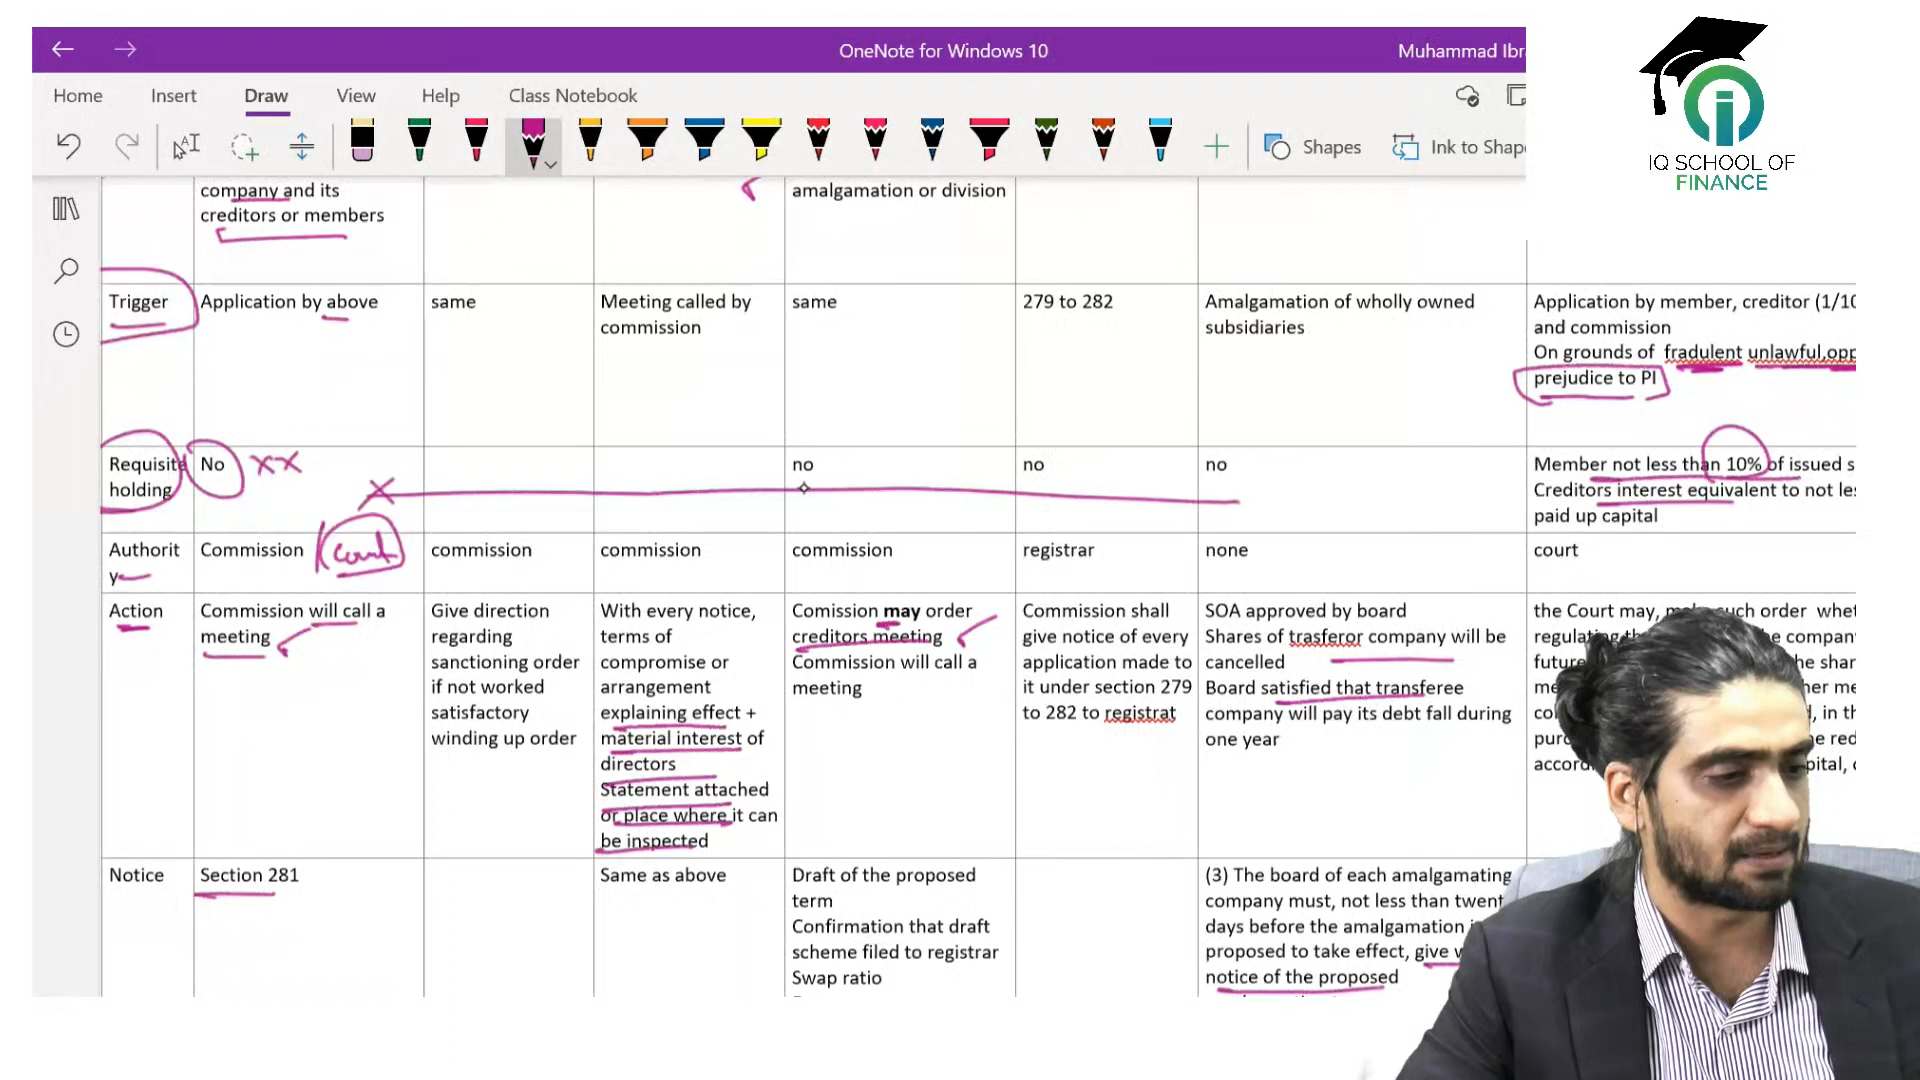 OneNote for Windows 10
Muhammad Ibr
Home
Insert
Draw
View
Help
Class Notebook
Shapes
Ink to Shap
IQ SCHOOL OF
FINANCE
company and its
creditors or members
amalgamation or division
Trigger
Application by above
same
Meeting called by
commission
same
279 to 282
Amalgamation of wholly owned
subsidiaries
Application by member, creditor (1/10
and commission
On grounds of fradulent unlawful,opp
prejudice to PI
Requisite
holding
No xx
no
no
no
Member not less than 10% of issued s
Creditors interest equivalent to not les
paid up capital
Authorit
y
Commission
court
commission
commission
commission
registrar
none
court
Action
Commission will call a
meeting
Give direction
regarding
sanctioning order
if not worked
satisfactory
winding up order
With every notice,
terms of
compromise or
arrangement
explaining effect +
material interest of
directors
Statement attached
or place where it can
be inspected
Comission may order
creditors meeting
Commission will call a
meeting
Commission shall
give notice of every
application made to
it under section 279
to 282 to registrat
SOA approved by board
Shares of trasferor company will be
cancelled
Board satisfied that transferee
company will pay its debt fall during
one year
the Court may, make such order whet
regulating the
future
accord
Notice
Section 281
Same as above
Draft of the proposed
term
Confirmation that draft
scheme filed to registrar
Swap ratio
(3) The board of each amalgamating
company must, not less than twent
days before the amalgamation i
proposed to take effect, give w
notice of the proposed